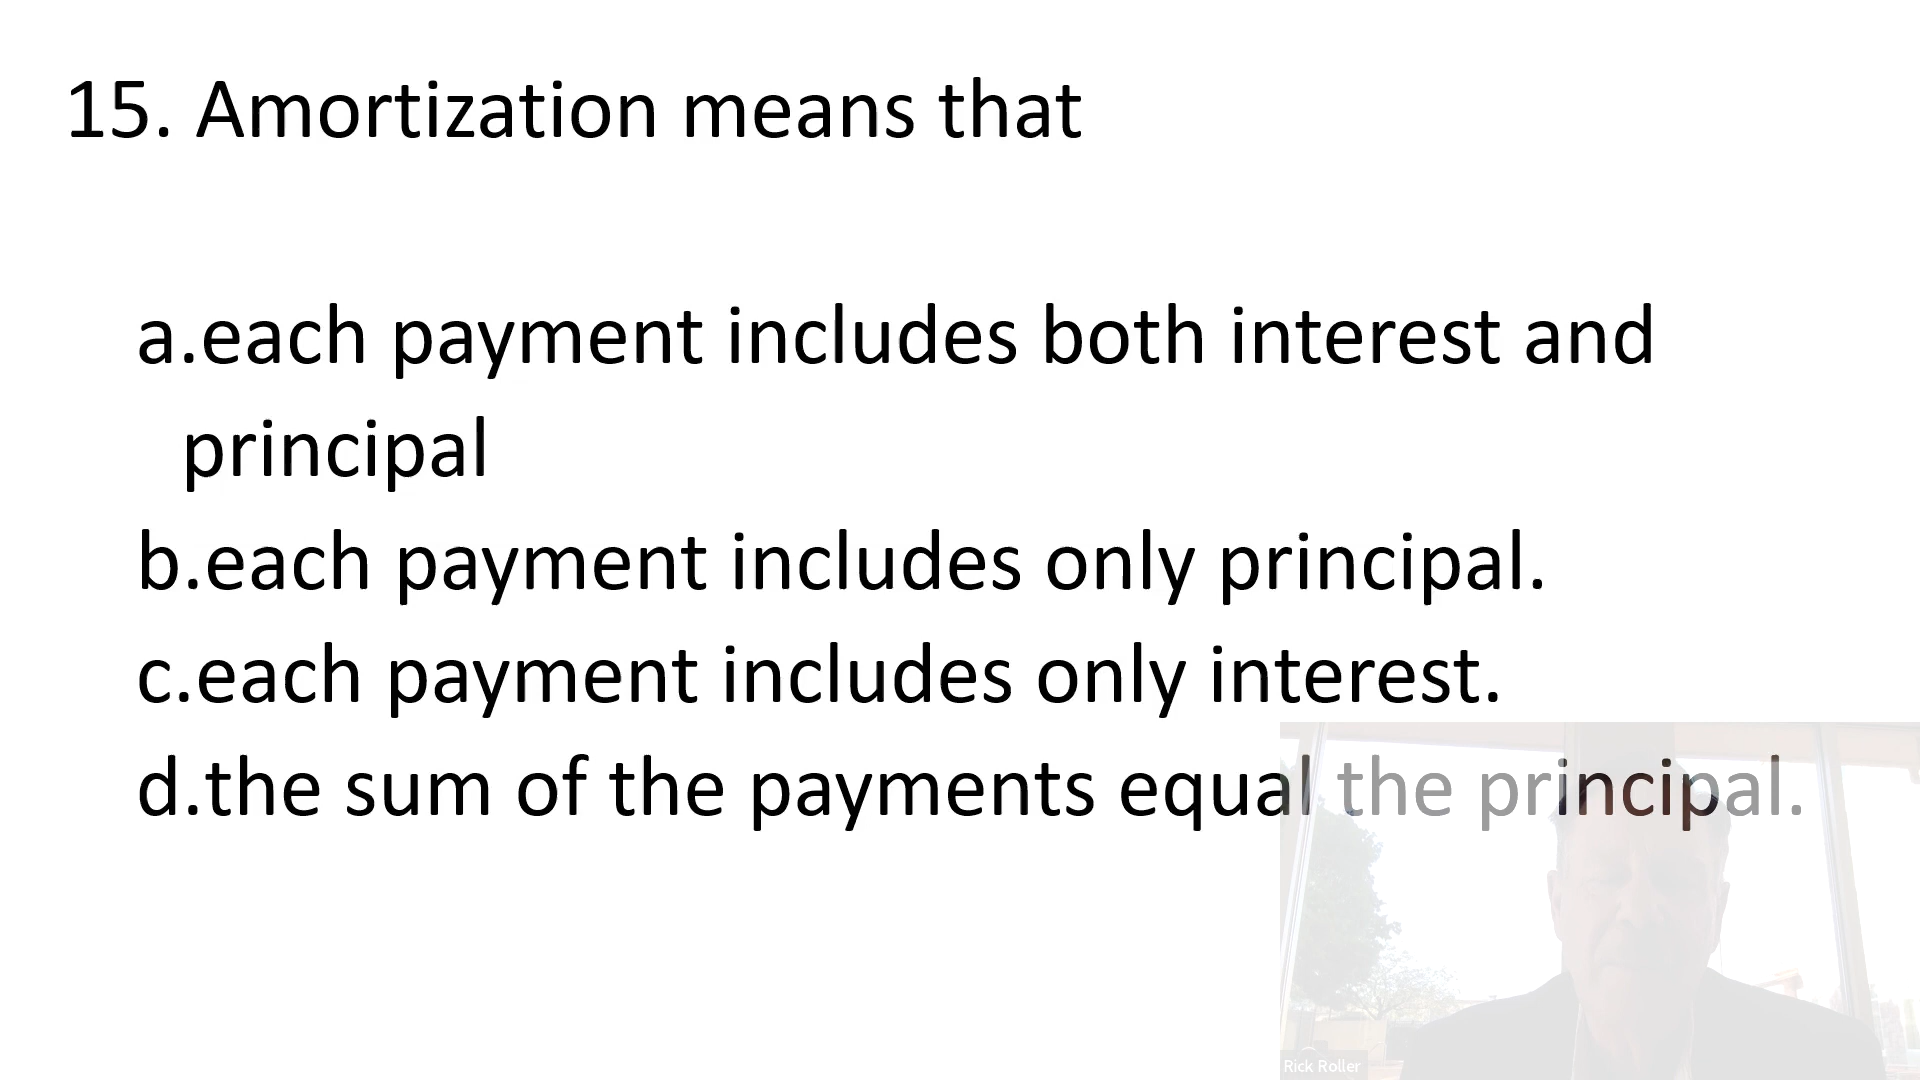 15. Amortization means that
a.each payment includes both interest and
principal
b.each payment includes only principal.
c.each payment includes only interest.
d.the sum of the payments equal the principal.
Rick Roller